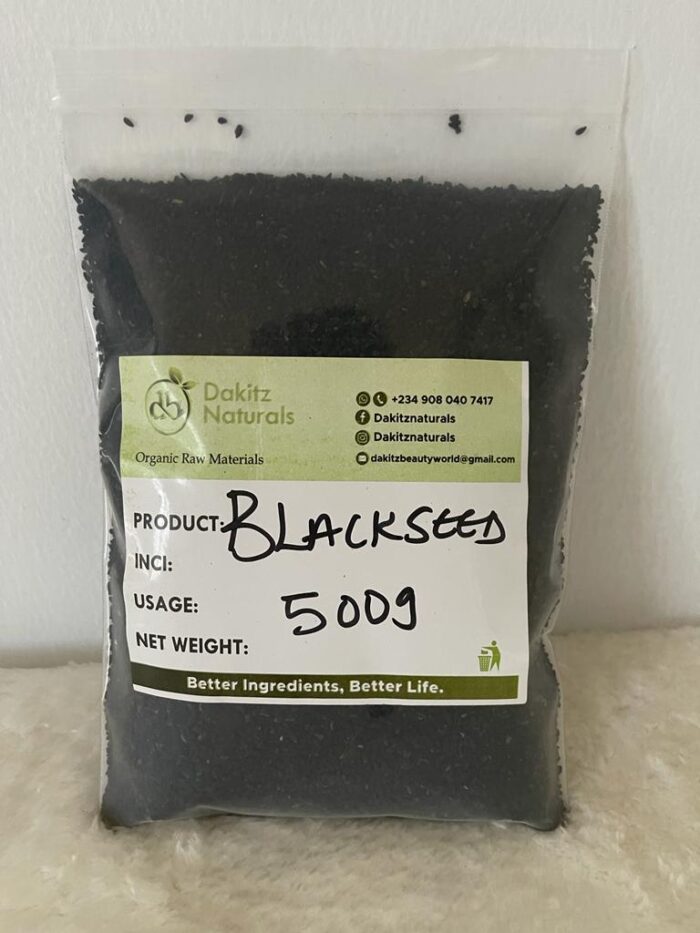 db
Dakitz
Naturals
Organic Raw Materials
+234 908 040 7417
Dakitznaturals
Dakitznaturals
dakitzbeautyworld@gmail.com
PRODUCT: BLACKSEED
INCI:
USAGE:
500g
NET WEIGHT:
Better Ingredients, Better Life.